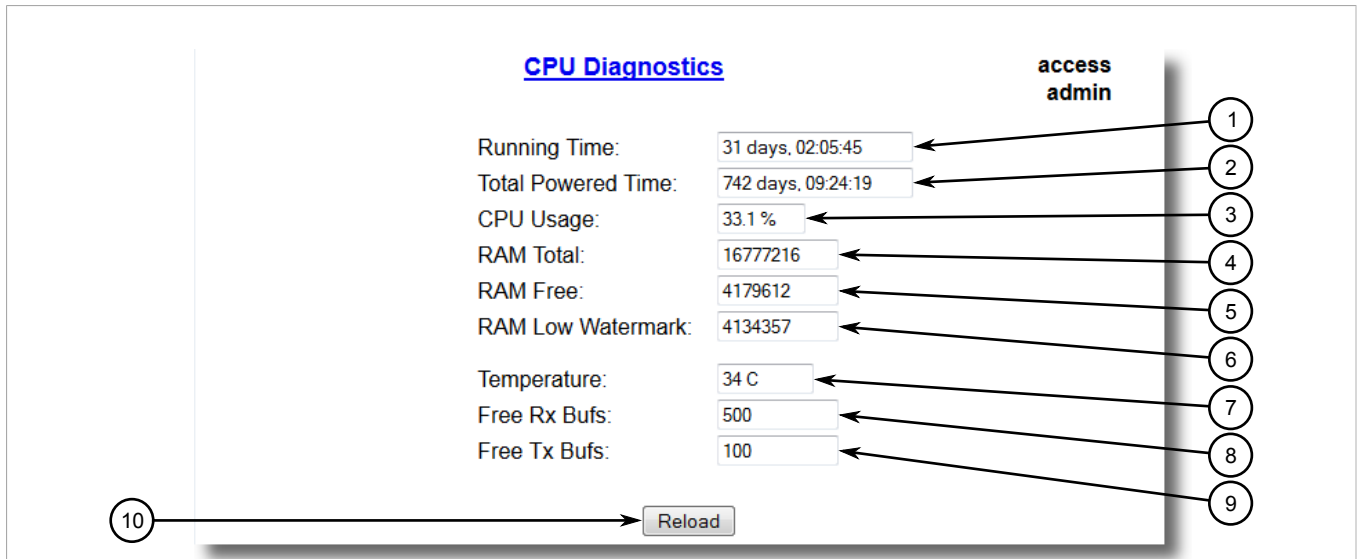 CPU Diagnostics
access
admin
Running Time: 31 days, 02:05:45 1
Total Powered Time: 742 days, 09:24:19 2
CPU Usage: 33.1 % 3
RAM Total: 16777216 4
RAM Free: 4179612 5
RAM Low Watermark: 4134357 6
Temperature: 34 C 7
Free Rx Bufs: 500 8
Free Tx Bufs: 100 9
10 Reload